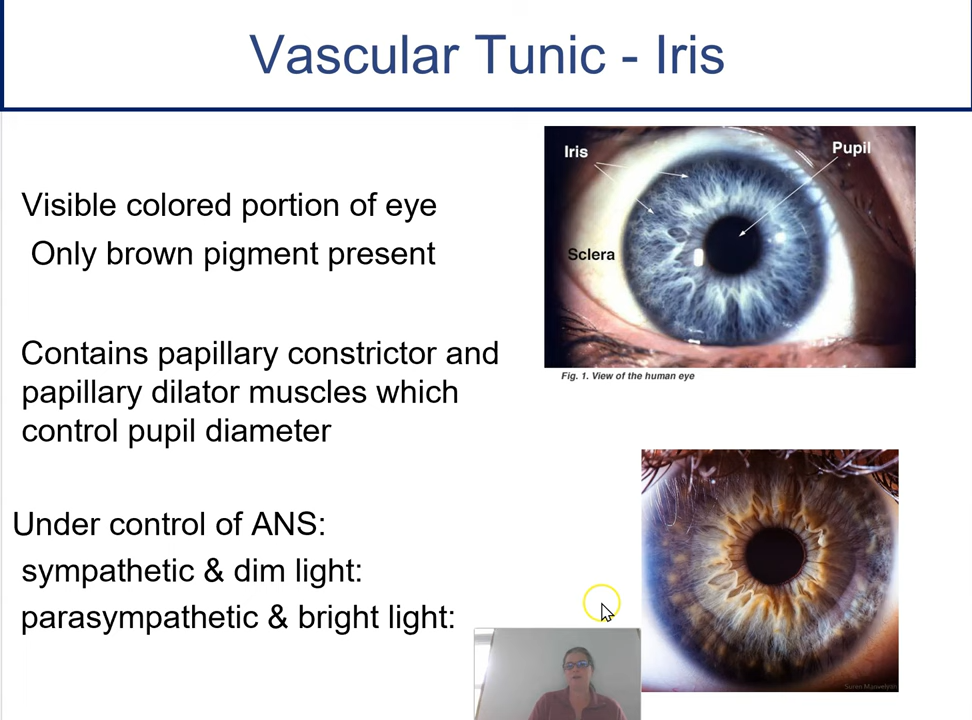 Vascular Tunic - Iris
Visible colored portion of eye
Only brown pigment present
Contains papillary constrictor and
papillary dilator muscles which
control pupil diameter
Under control of ANS:
sympathetic & dim light:
parasympathetic & bright light:
Iris
Pupil
Sclera
Fig. 1. View of the human eye